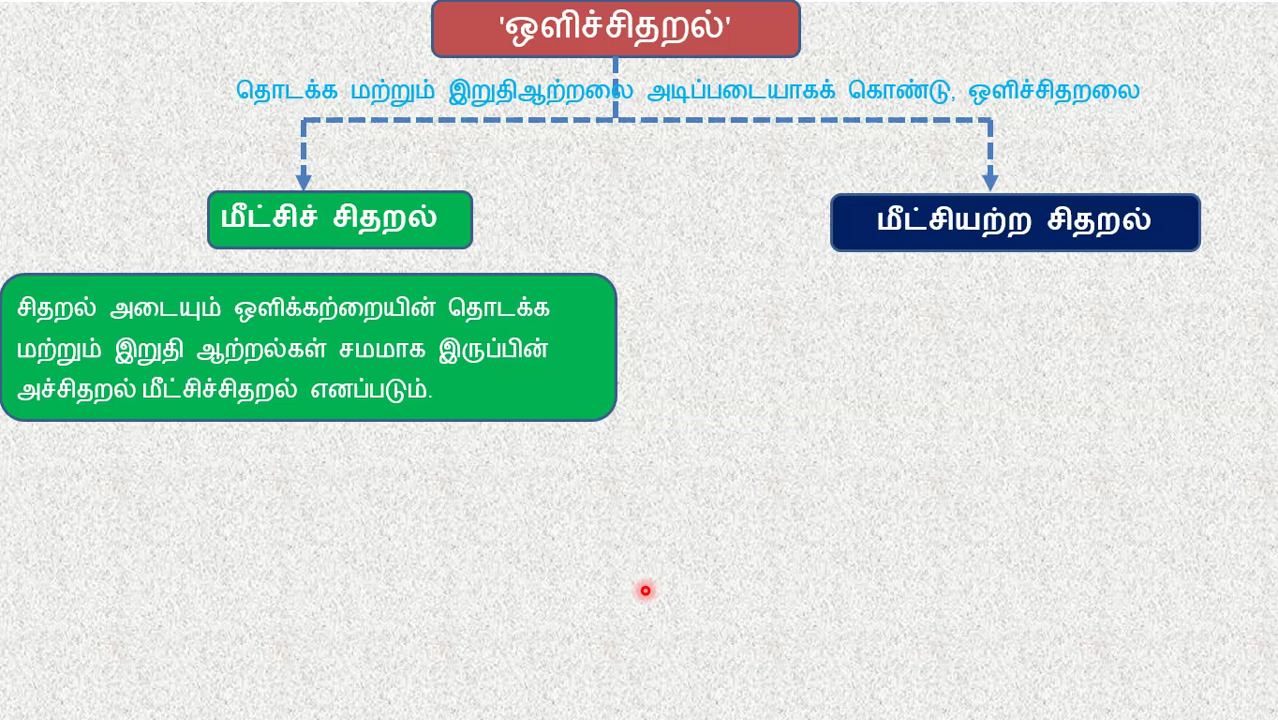 'ஒளிச்சிதறல்'
தொடக்க மற்றும் இறுதிஆற்றலை அடிப்படையாகக் கொண்டு, ஒளிச்சிதறலை
மீட்சிச் சிதறல்
மீட்சியற்ற சிதறல்
சிதறல் அடையும் ஒளிக்கற்றையின் தொடக்க
மற்றும் இறுதி ஆற்றல்கள் சமமாக இருப்பின்
அச்சிதறல் மீட்சிச்சிதறல் எனப்படும்.